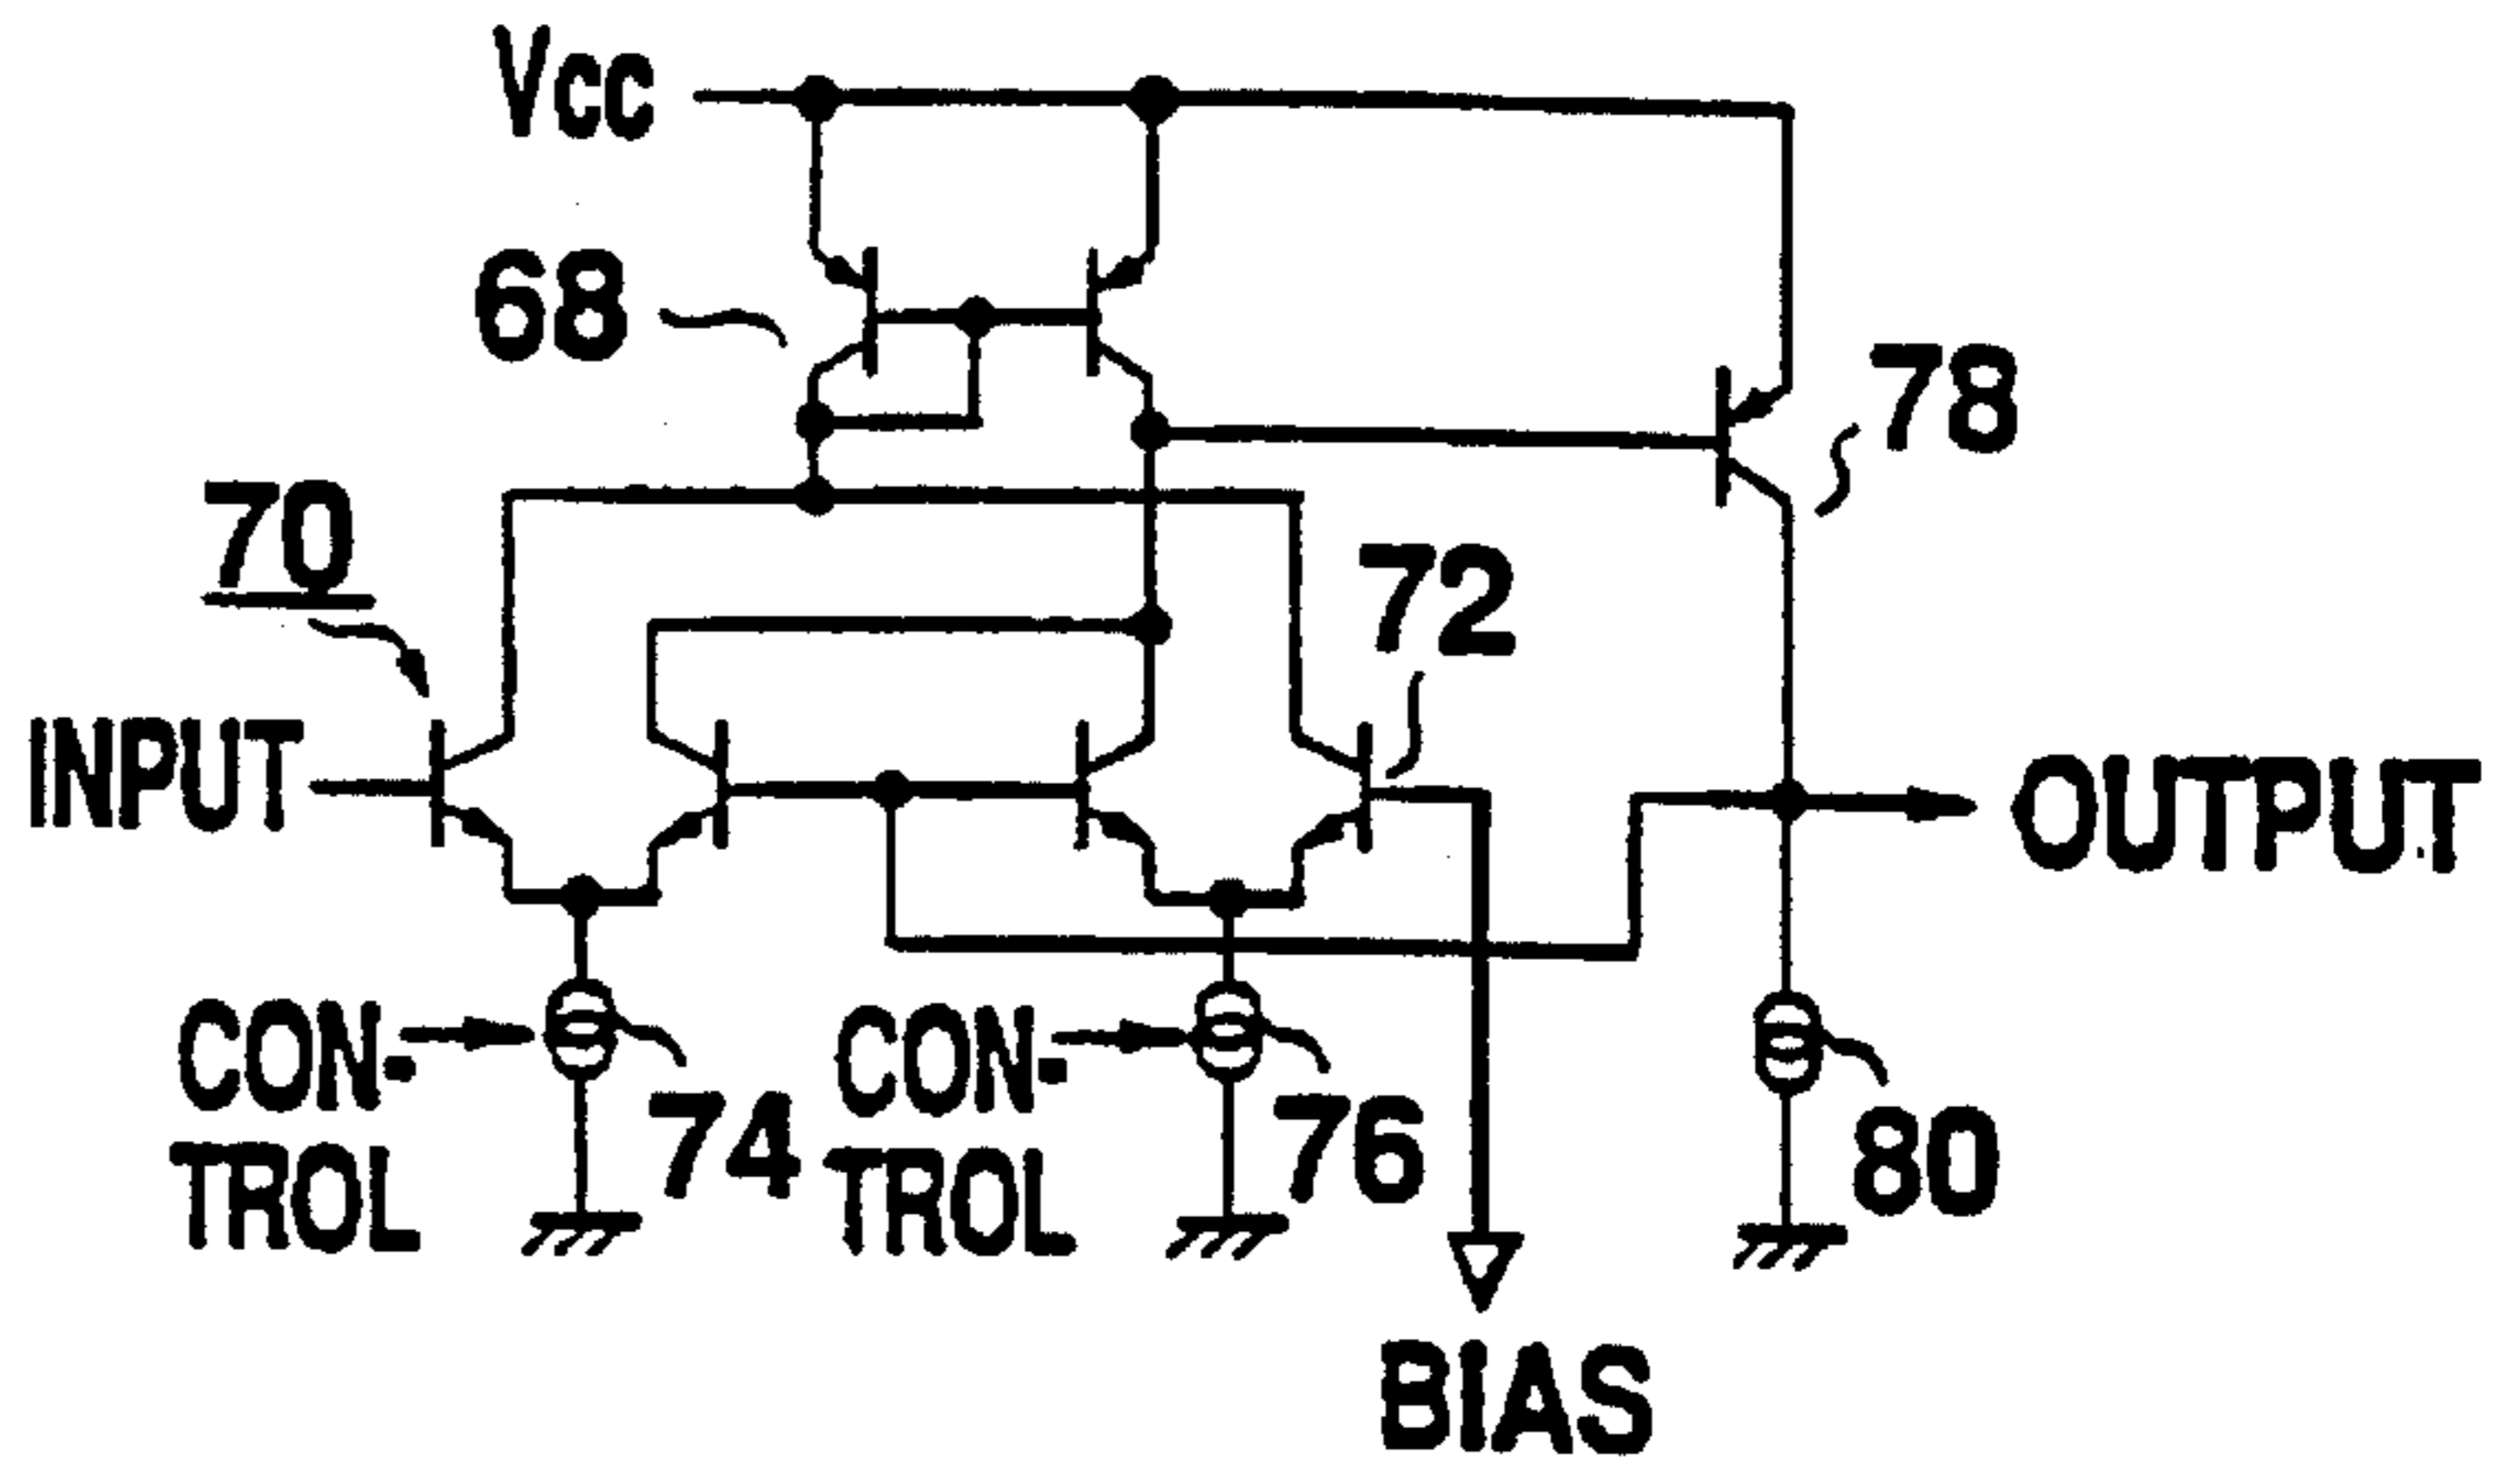 Vcc
68
78
70
72
INPUT
OUTPUT
CON-
TROL
74
CON-
TROL
76
80
BIAS